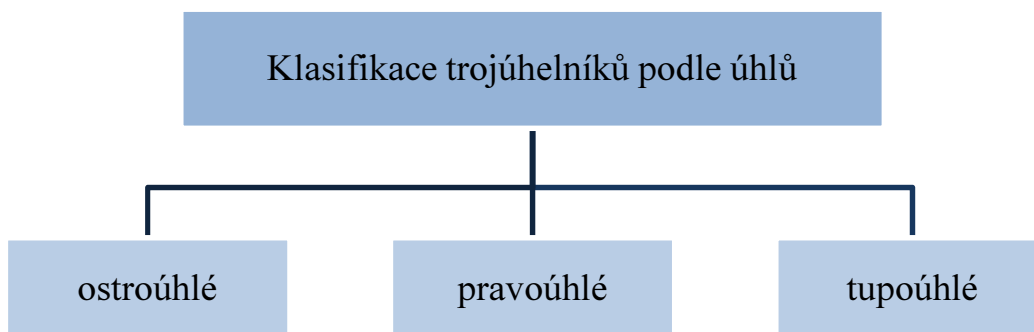 Klasifikace trojúhelníků podle úhlů
ostroúhlé
pravoúhlé
tupoúhlé